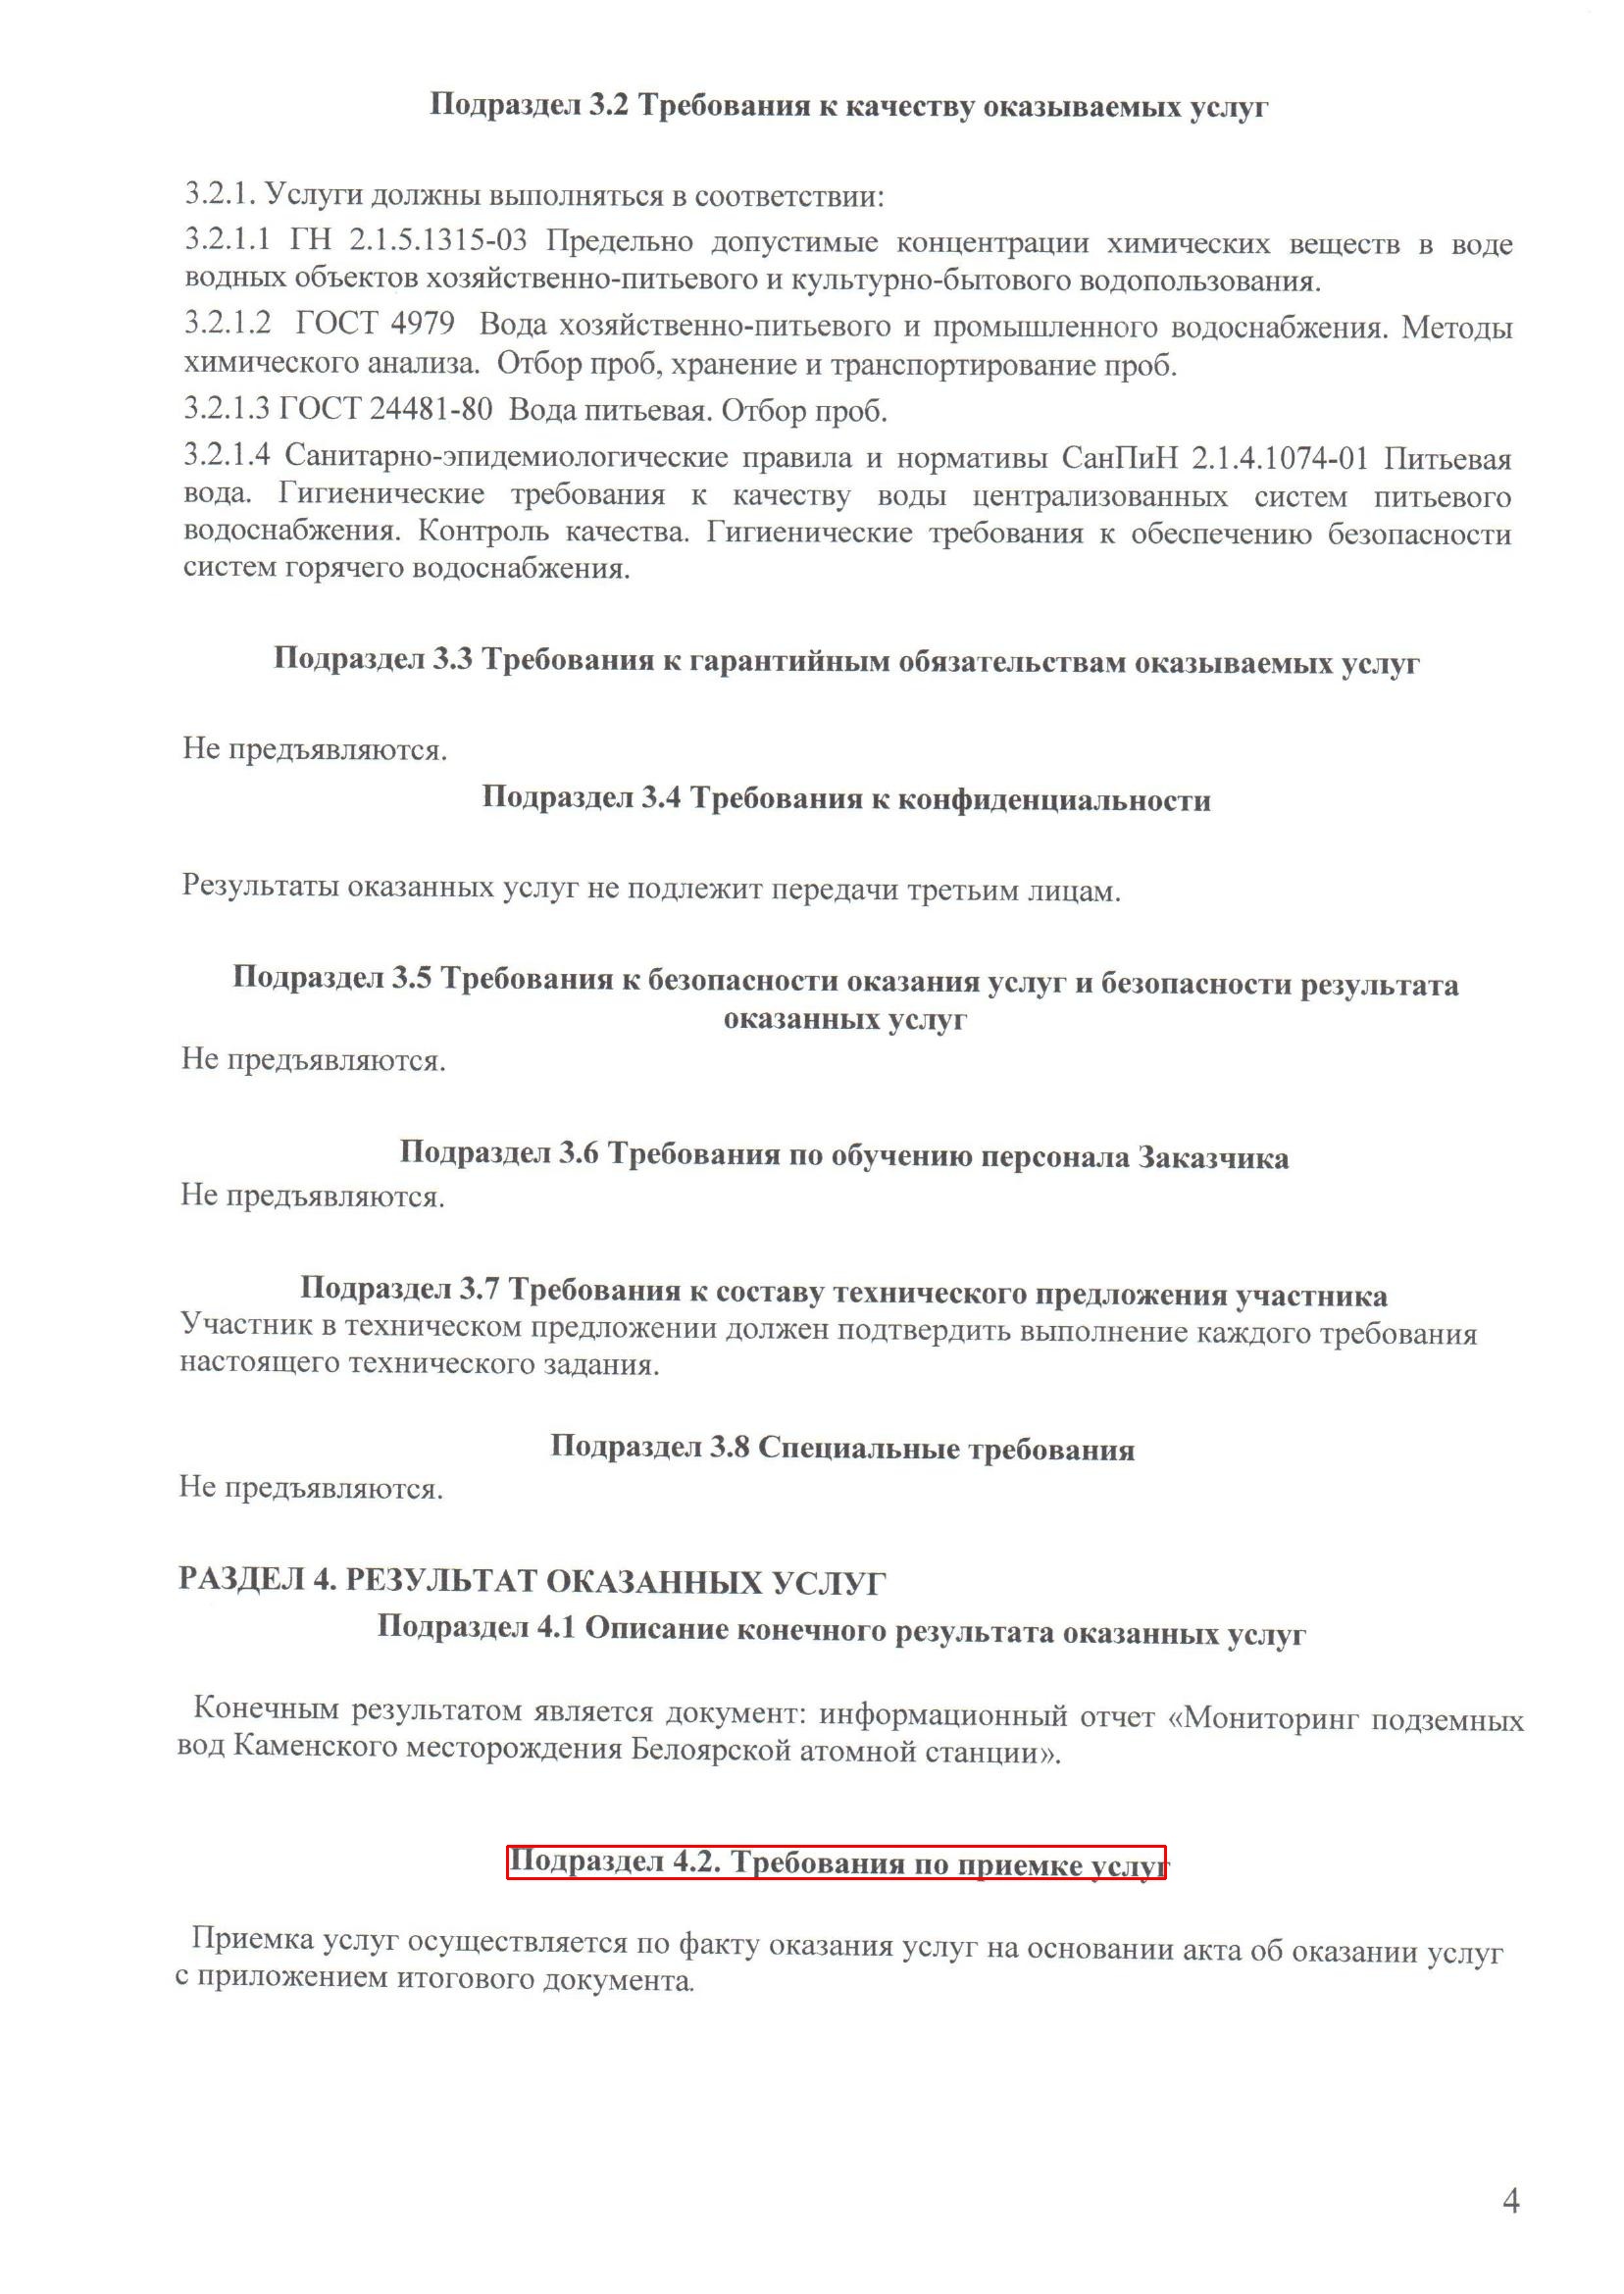 Подраздел 3.2 Требования к качеству оказываемых услуг
3.2.1. Услуги должны выполняться в соответствии:
3.2.1.1 ГН 2.1.5.1315-03 Предельно допустимые концентрации химических веществ в воде
водных объектов хозяйственно-питьевого и культурно-бытового водопользования.
3.2.1.2 ГОСТ 4979 Вода хозяйственно-питьевого и промышленного водоснабжения. Методы
химического анализа. Отбор проб, хранение и транспортирование проб.
3.2.1.3 ГОСТ 24481-80 Вода питьевая. Отбор проб.
3.2.1.4 Санитарно-эпидемиологические правила и нормативы СанПиН 2.1.4.1074-01 Питьевая
вода. Гигиенические требования к качеству воды централизованных систем питьевого
водоснабжения. Контроль качества. Гигиенические требования к обеспечению безопасности
систем горячего водоснабжения.
Подраздел 3.3 Требования к гарантийным обязательствам оказываемых услуг
Не предъявляются.
Подраздел 3.4 Требования к конфиденциальности
Результаты оказанных услуг не подлежит передачи третьим лицам.
Подраздел 3.5 Требования к безопасности оказания услуг и безопасности результата
оказанных услуг
Не предъявляются.
Подраздел 3.6 Требования по обучению персонала Заказчика
Не предъявляются.
Подраздел 3.7 Требования к составу технического предложения участника
Участник в техническом предложении должен подтвердить выполнение каждого требования
настоящего технического задания.
Подраздел 3.8 Специальные требования
Не предъявляются.
РАЗДЕЛ 4. РЕЗУЛЬТАТ ОКАЗАННЫХ УСЛУГ
Подраздел 4.1 Описание конечного результата оказанных услуг
Конечным результатом является документ: информационный отчет «Мониторинг подземных
вод Каменского месторождения Белоярской атомной станции».
Подраздел 4.2. Требования по приемке услуг
Приемка услуг осуществляется по факту оказания услуг на основании акта об оказании услуг
с приложением итогового документа.
4